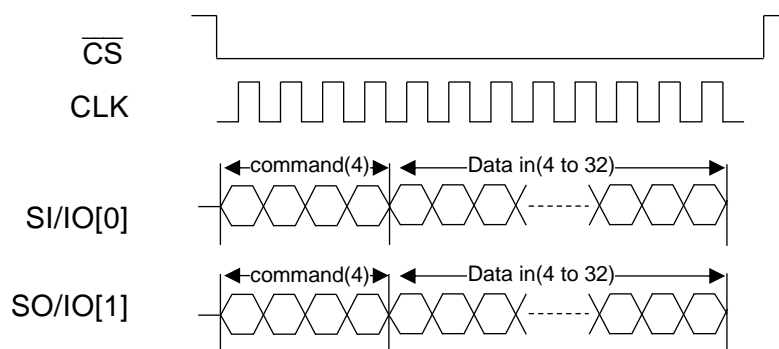 C̅S̅
CLK
command(4) Data in(4 to 32)
SI/IO[0]
command(4) Data in(4 to 32)
SO/IO[1]